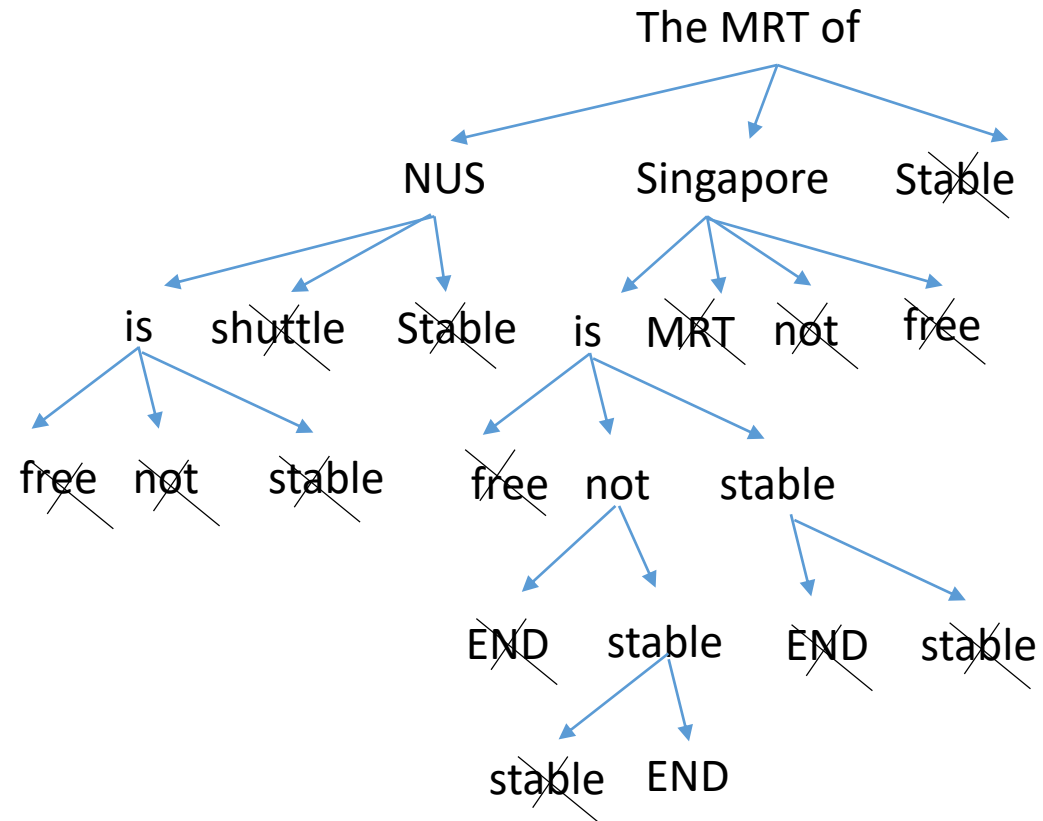 The MRT of
NUS Singapore Stable
is shuttle Stable is MRT not free
free not stable free not stable
END stable END stable
stable END